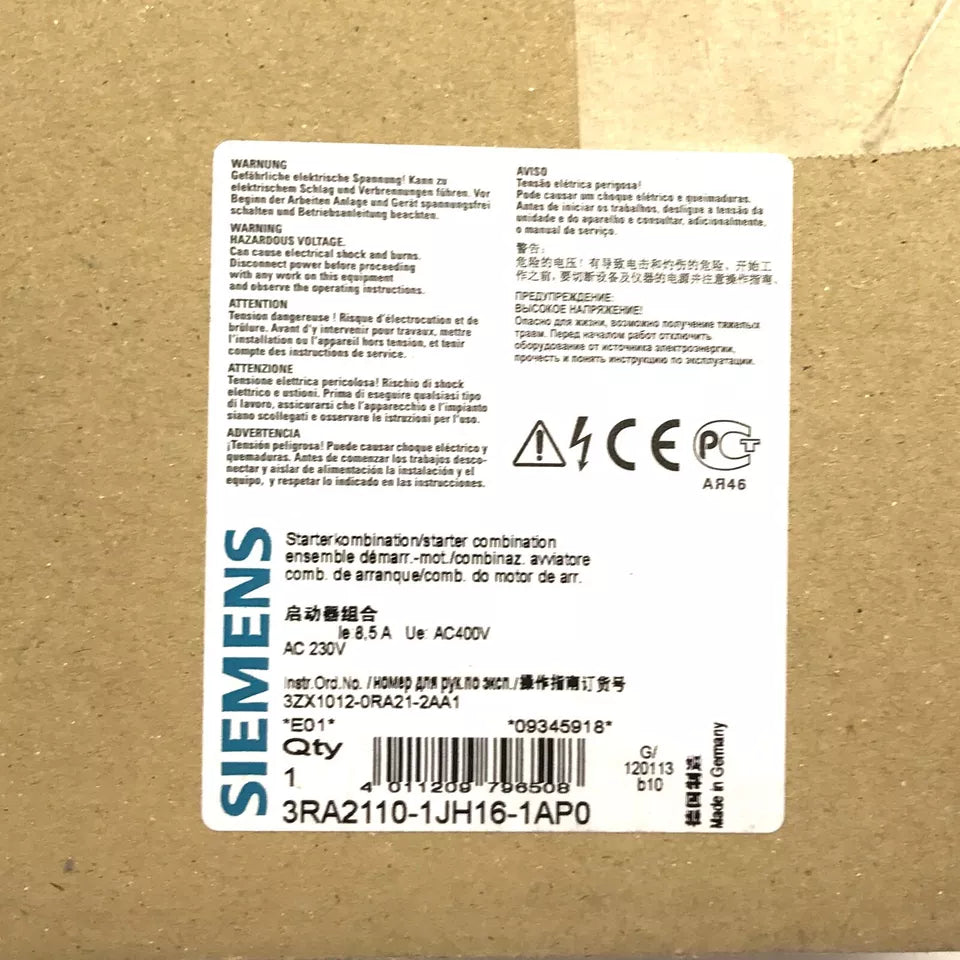 WARNUNG
Gefährliche elektrische Spannung! Kann zu
elektrischem Schlag und Verbrennungen führen. Vor
Beginn der Arbeiten Anlage und Gerät spannungsfrei
schalten und Betriebsanleitung beachten.
WARNING
HAZARDOUS VOLTAGE.
Can cause electrical shock and burns.
Disconnect power before proceeding
with any work on this equipment
and observe the operating instructions.
ATTENTION
Tension dangereuse ! Risque d'électrocution et de
brûlure. Avant d'y intervenir pour travaux, mettre
l'installation ou l'appareil hors tension, et tenir
compte des instructions de service.
ATTENZIONE
Tensione elettrica pericolosa! Rischio di shock
elettrico e ustioni. Prima di eseguire qualsiasi tipo
di lavoro, assicurarsi che l'apparecchio e l'impianto
siano scollegati e osservare le istruzioni per l'uso.
ADVERTENCIA
¡Tensión peligrosa! Puede causar choque eléctrico y
quemaduras. Antes de comenzar los trabajos desco-
nectar y aislar de alimentación la instalación y el
equipo, y respetar lo indicado en las instrucciones.
AVISO
Tensão elétrica perigosa!
Pode causar um choque elétrico e queimaduras.
Antes de iniciar os trabalhos, desligue a tensão da
unidade e do aparelho e consultar, adicionalmente,
o manual de serviço.
警告:
危险的电压! 有导致电击和灼伤的危险, 开始工
作之前, 要切断设备及仪器的电源并注意操作指南.
ПРЕДУПРЕЖДЕНИЕ:
ВЫСОКОЕ НАПРЯЖЕНИЕ!
Опасно для жизни, возможно получение тяжелых
травм. Перед началом работ отключить
оборудование от источника электроэнергии,
прочесть и понять инструкцию по эксплуатации.
CE
РСТ
АЯ46
SIEMENS
Starterkombination/starter combination
ensemble démarr.-mot./combinaz. avviatore
comb. de arranque/comb. do motor de arr.
启动器组合
Ie:8,5 A Ue: AC400V
AC 230V
Instr.Ord.No. /номер для рук.по эксп./操作指南订货号
3ZX1012-0RA21-2AA1
*E01* *09345918*
Qty
1
4 011209 796508
G/
120113
b10
德国制造
Made in Germany
3RA2110-1JH16-1AP0